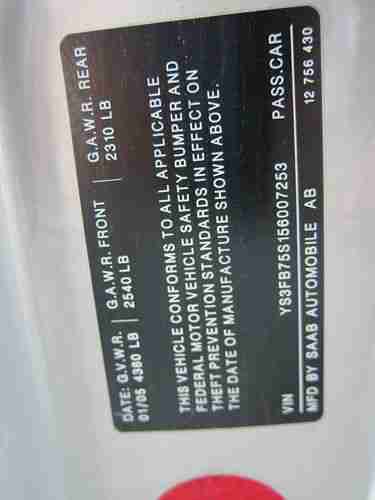 DATE: G.V.W.R. G.A.W.R. FRONT G.A.W.R. REAR
01/05 4380 LB 2540 LB 2310 LB
THIS VEHICLE CONFORMS TO ALL APPLICABLE
FEDERAL MOTOR VEHICLE SAFETY BUMPER AND
THEFT PREVENTION STANDARDS IN EFFECT ON
THE DATE OF MANUFACTURE SHOWN ABOVE.
VIN YS3FB75S156007253 PASS.CAR
MFD BY SAAB AUTOMOBILE AB 12 756 430